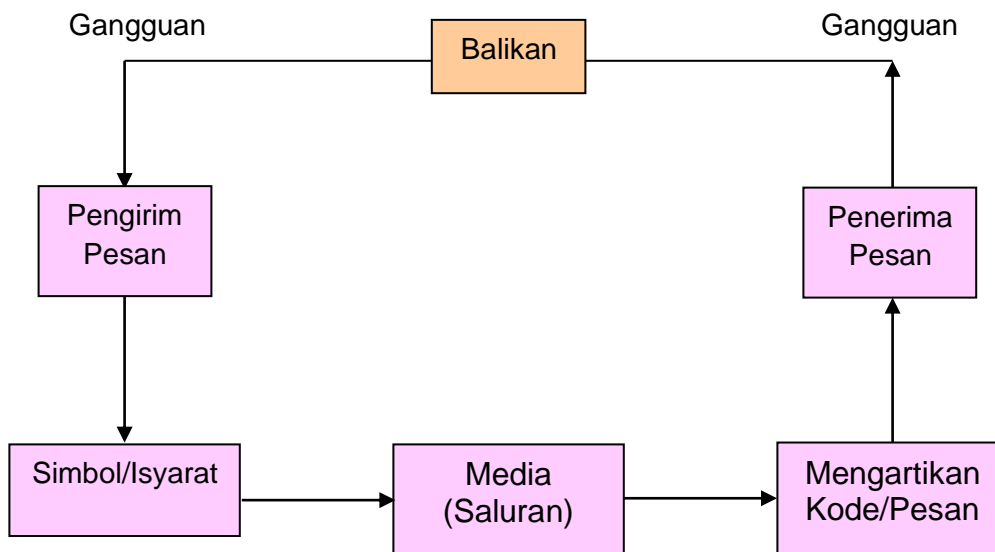 Gangguan
Balikan
Gangguan
Pengirim
Pesan
Penerima
Pesan
Simbol/Isyarat
Media
(Saluran)
Mengartikan
Kode/Pesan